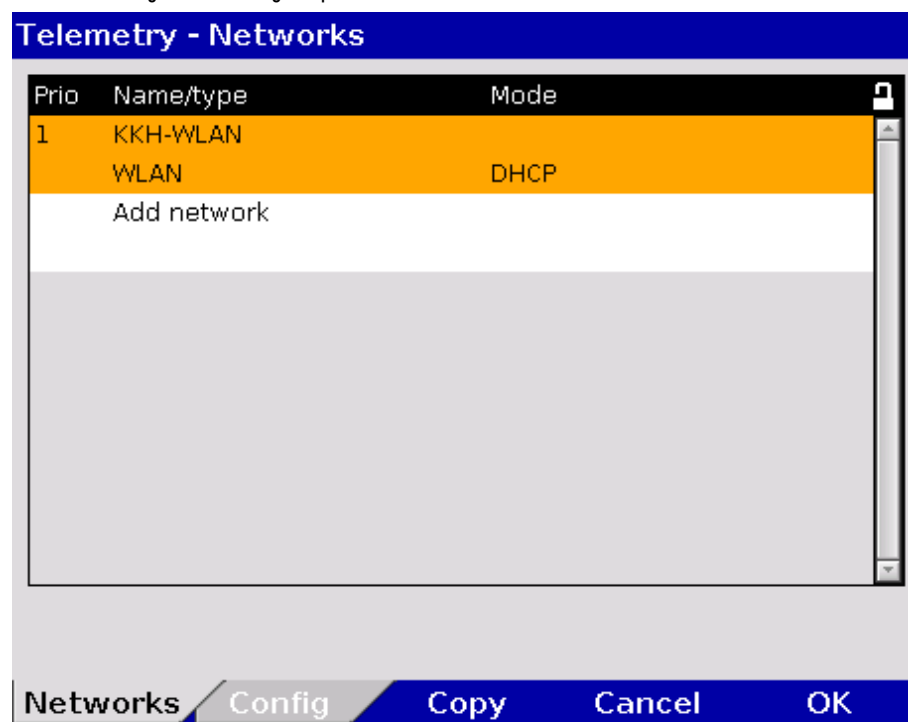 Telemetry - Networks
Prio Name/type Mode
1 KKH-WLAN
WLAN DHCP
Add network
Networks Config Copy Cancel OK